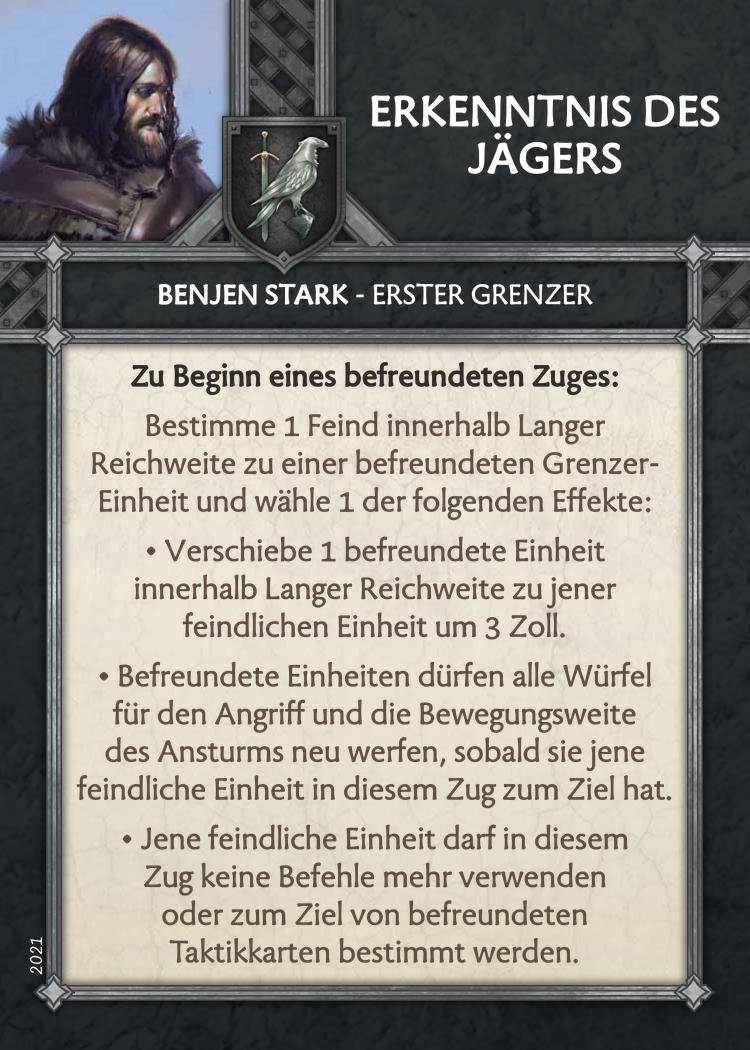 ERKENNTNIS DES
JÄGERS
BENJEN STARK - ERSTER GRENZER
Zu Beginn eines befreundeten Zuges:
Bestimme 1 Feind innerhalb Langer
Reichweite zu einer befreundeten Grenzer-
Einheit und wähle 1 der folgenden Effekte:
• Verschiebe 1 befreundete Einheit
innerhalb Langer Reichweite zu jener
feindlichen Einheit um 3 Zoll.
• Befreundete Einheiten dürfen alle Würfel
für den Angriff und die Bewegungsweite
des Ansturms neu werfen, sobald sie jene
feindliche Einheit in diesem Zug zum Ziel hat.
• Jene feindliche Einheit darf in diesem
Zug keine Befehle mehr verwenden
oder zum Ziel von befreundeten
Taktikkarten bestimmt werden.
2021